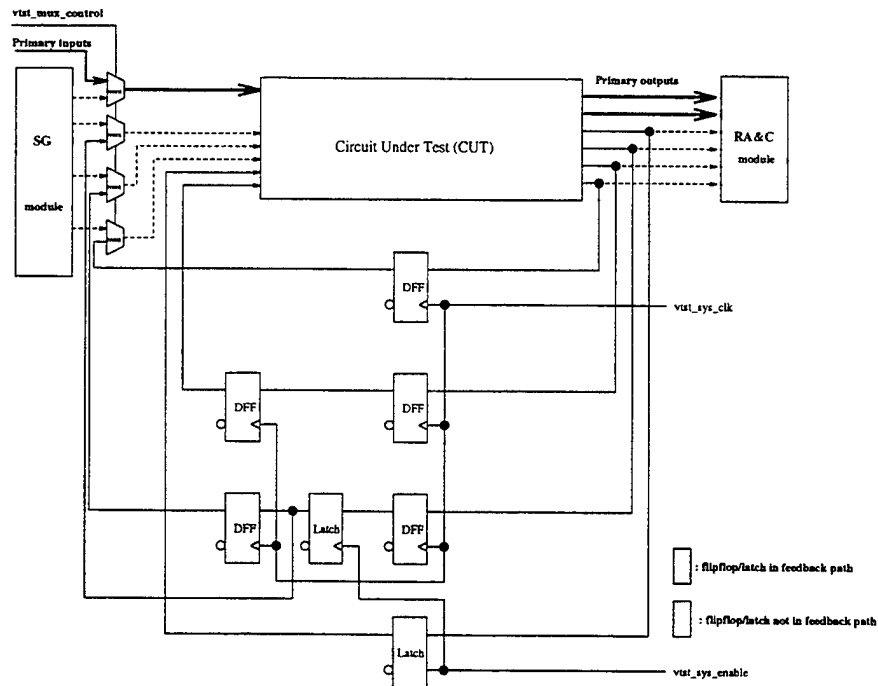 vtst_mux_control
Primary inputs
SG
module
Circuit Under Test (CUT)
Primary outputs
RA&C
module
DFF
vtst_sys_clk
DFF
DFF
DFF
Latch
DFF
: flipflop/latch in feedback path
: flipflop/latch not in feedback path
Latch
vtst_sys_enable